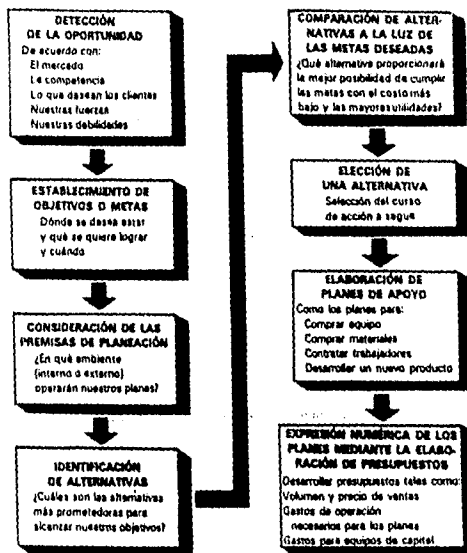 DETECCIÓN
DE LA OPORTUNIDAD
De acuerdo con:
El mercado
La competencia
Lo que desean los clientes
Nuestras fuerzas
Nuestras debilidades
ESTABLECIMIENTO DE
OBJETIVOS O METAS
Dónde se desea estar
y qué se quiere lograr
y cuándo
CONSIDERACIÓN DE LAS
PREMISAS DE PLANEACIÓN
¿En qué ambiente
(interno o externo)
operarán nuestros planes?
IDENTIFICACIÓN
DE ALTERNATIVAS
¿Cuáles son las alternativas
más prometedoras para
alcanzar nuestros objetivos?
COMPARACIÓN DE ALTER-
NATIVAS A LA LUZ DE
LAS METAS DESEADAS
¿Qué alternativa proporcionará
la mejor posibilidad de cumplir
las metas con el costo más
bajo y las mayores utilidades?
ELECCIÓN DE
UNA ALTERNATIVA
Selección del curso
de acción a seguir
ELABORACIÓN DE
PLANES DE APOYO
Como los planes para:
Comprar equipo
Comprar materiales
Contratar trabajadores
Desarrollar un nuevo producto
EXPRESIÓN NUMÉRICA DE LOS
PLANES MEDIANTE LA ELABO-
RACIÓN DE PRESUPUESTOS
Desarrollar presupuestos tales como:
Volumen y precio de ventas
Gastos de operación
necesarios para los planes
Gastos para equipos de capital